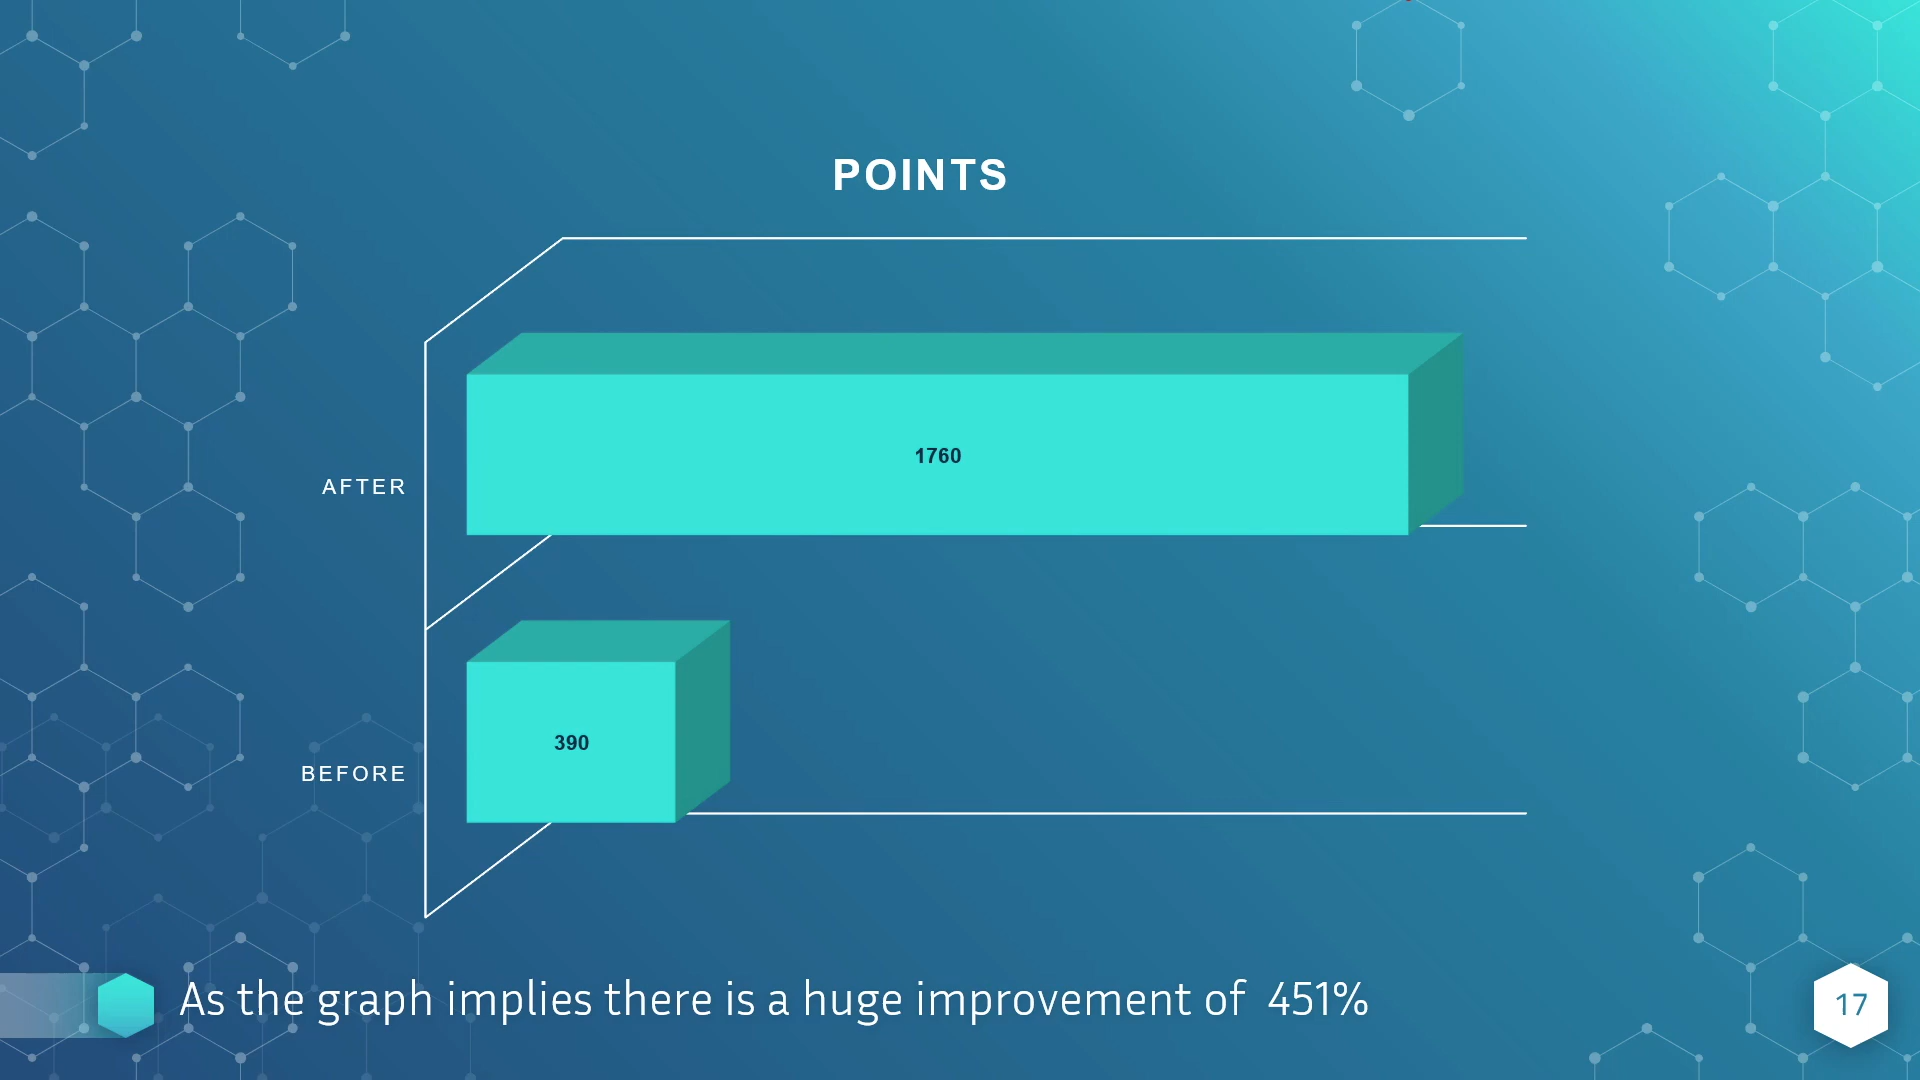 POINTS
1760
AFTER
390
BEFORE
As the graph implies there is a huge improvement of 451%
17